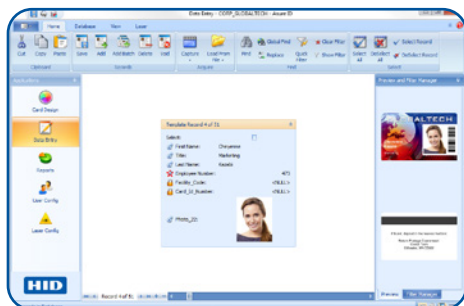 Data Entry - CORP_GLOBALTECH - Asure ID
Home Database View Laser
Cut Copy Paste Save Add Add Batch Delete Capture Load From File Find Global Find Replace Quick Filter Clear Filter Show Filter Select All DeSelect All Select Record DeSelect Record
Clipboard Records Acquire Find Select
Applications
Preview and Filter Manager
Card Design
Data Entry
Reports
User Config
Laser Config
HID
Template Record 4 of 51
Select:
First Name: Cheyenne
Title: Marketing
Last Name:
Employee Number:
Facility_Code: <NULL>
Card_Id_Number: <NULL>
Photo_ID:
GLOBALTECH
Record 4 of 51
Preview Filter Manager